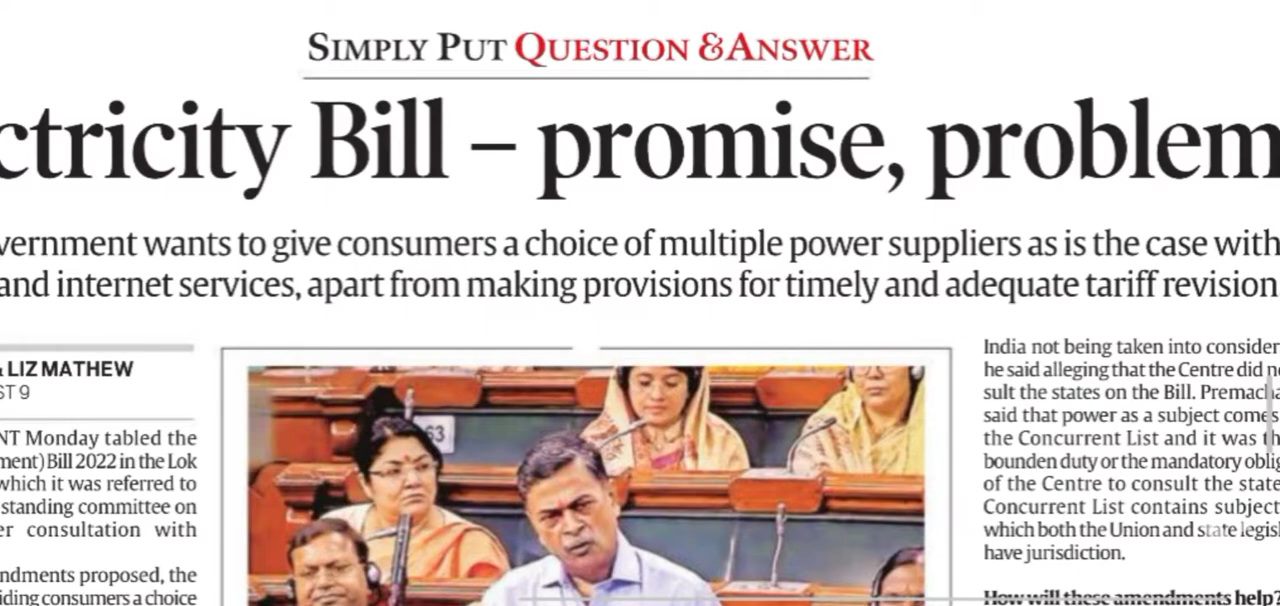 SIMPLY PUT QUESTION &ANSWER
ctricity Bill – promise, problem
vernment wants to give consumers a choice of multiple power suppliers as is the case with
and internet services, apart from making provisions for timely and adequate tariff revision
& LIZ MATHEW
ST 9
NT Monday tabled the
ment) Bill 2022 in the Lok
which it was referred to
standing committee on
er consultation with
ndments proposed, the
iding consumers a choice
63
India not being taken into consider
he said alleging that the Centre did n
sult the states on the Bill. Premacha
said that power as a subject comes
the Concurrent List and it was th
bounden duty or the mandatory oblig
of the Centre to consult the state
Concurrent List contains subject
which both the Union and state legisl
have jurisdiction.
How will these amendments help?